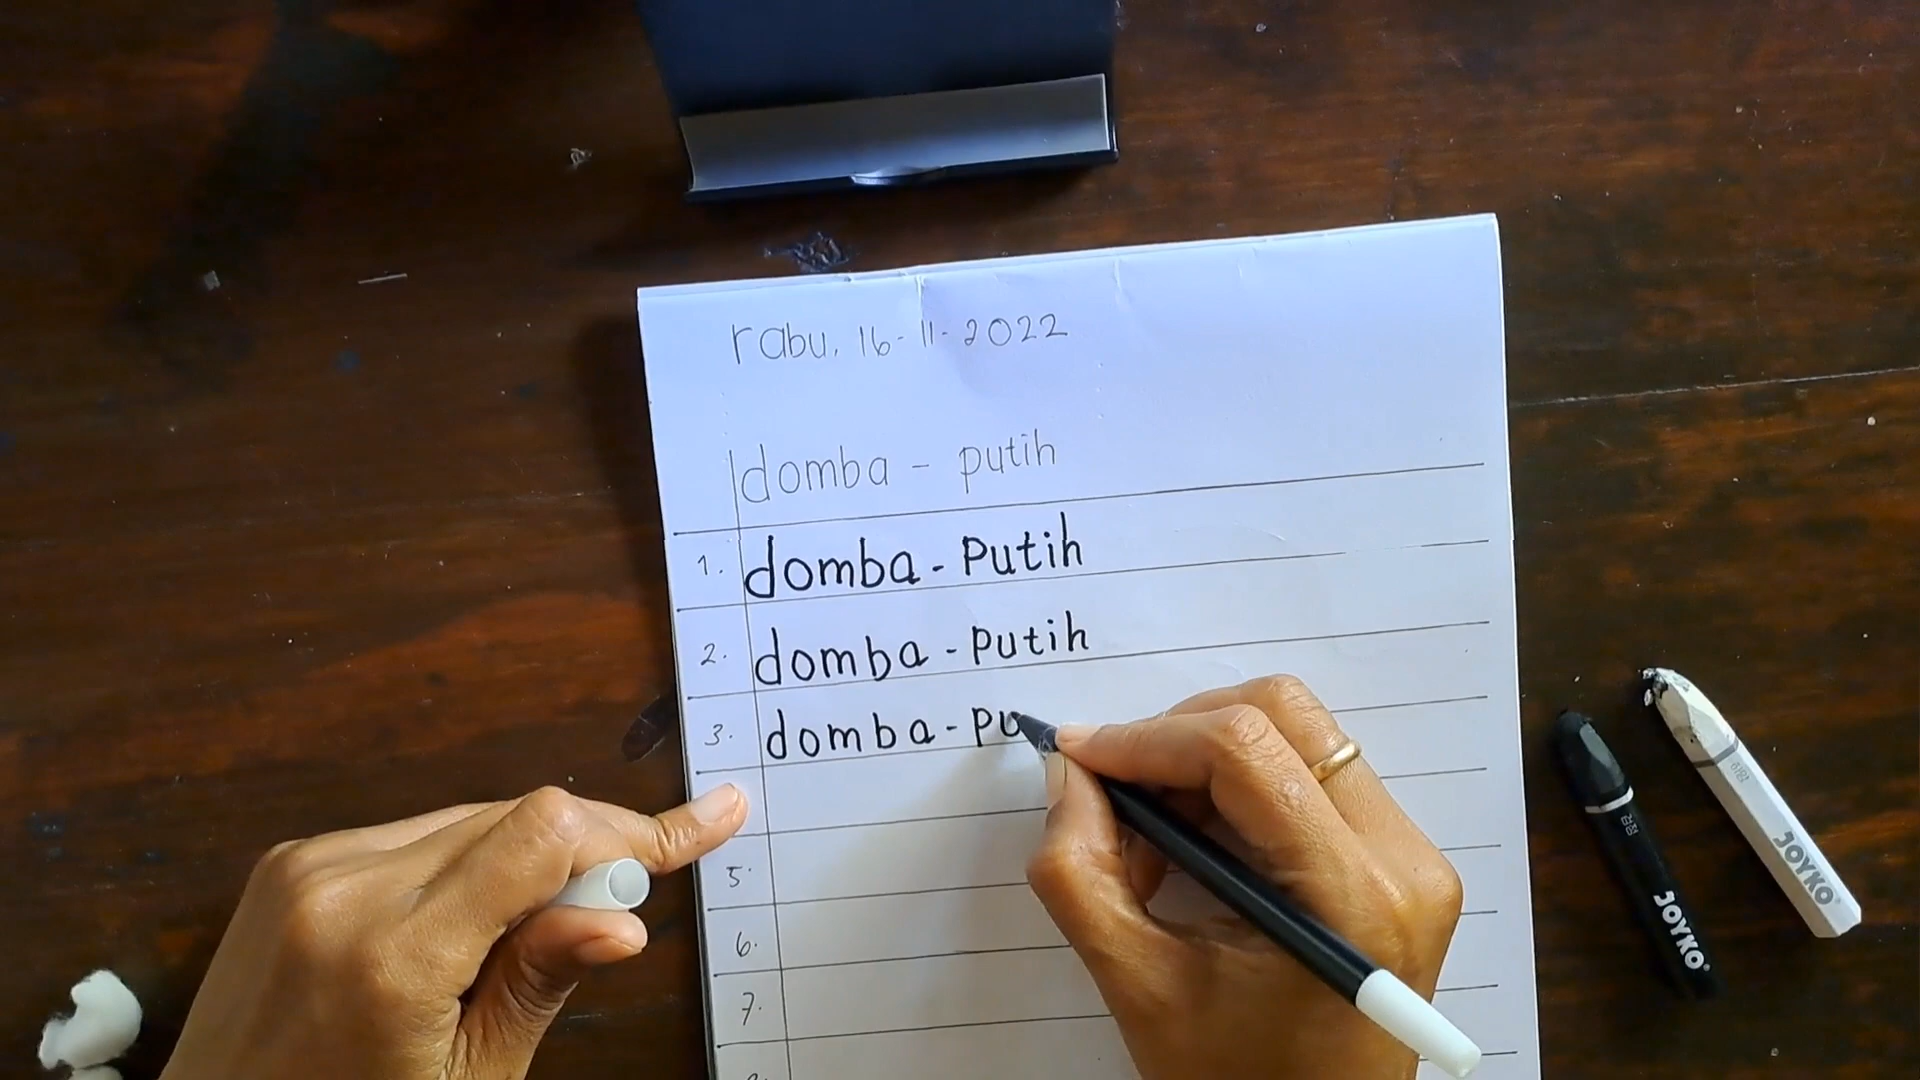 rabu, 16-11-2022
domba - putih
1. domba - Putih
2. domba - Putih
3. domba - Pu
5.
6.
7.
JOYKO
JOYKO